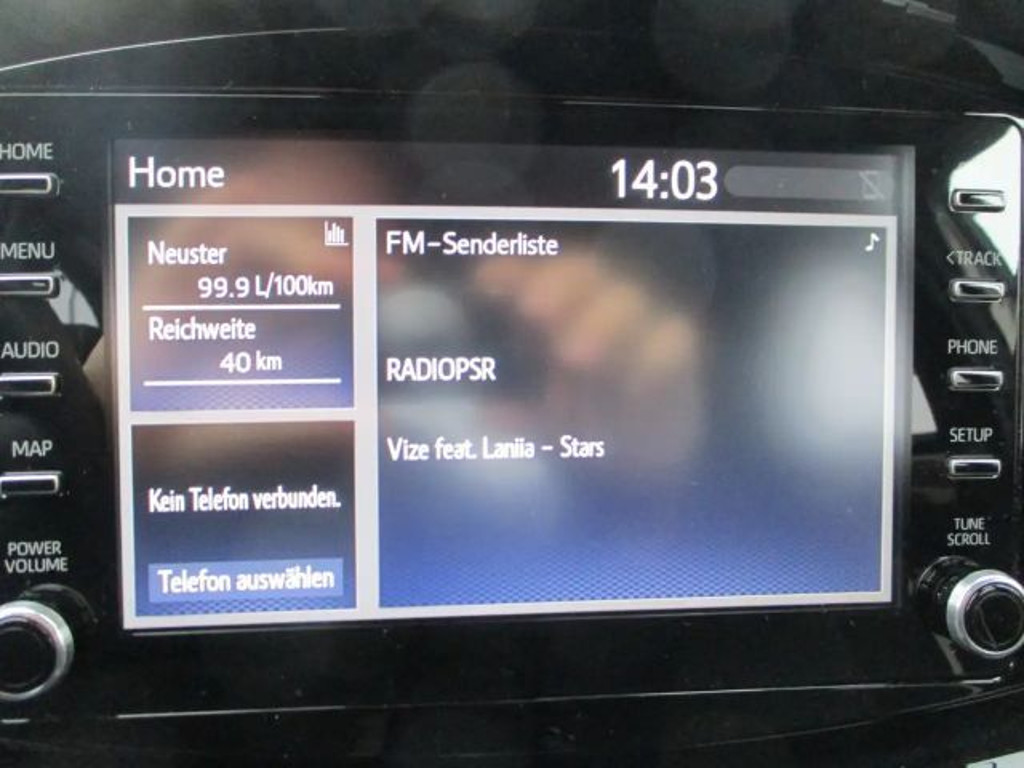 HOME
MENU
AUDIO
MAP
POWER
VOLUME
Home
14:03
Neuster
99.9 L/100km
Reichweite
40 km
Kein Telefon verbunden.
Telefon auswählen
FM-Senderliste
RADIOPSR
Vize feat. Laniia - Stars
<TRACK
PHONE
SETUP
TUNE
SCROLL